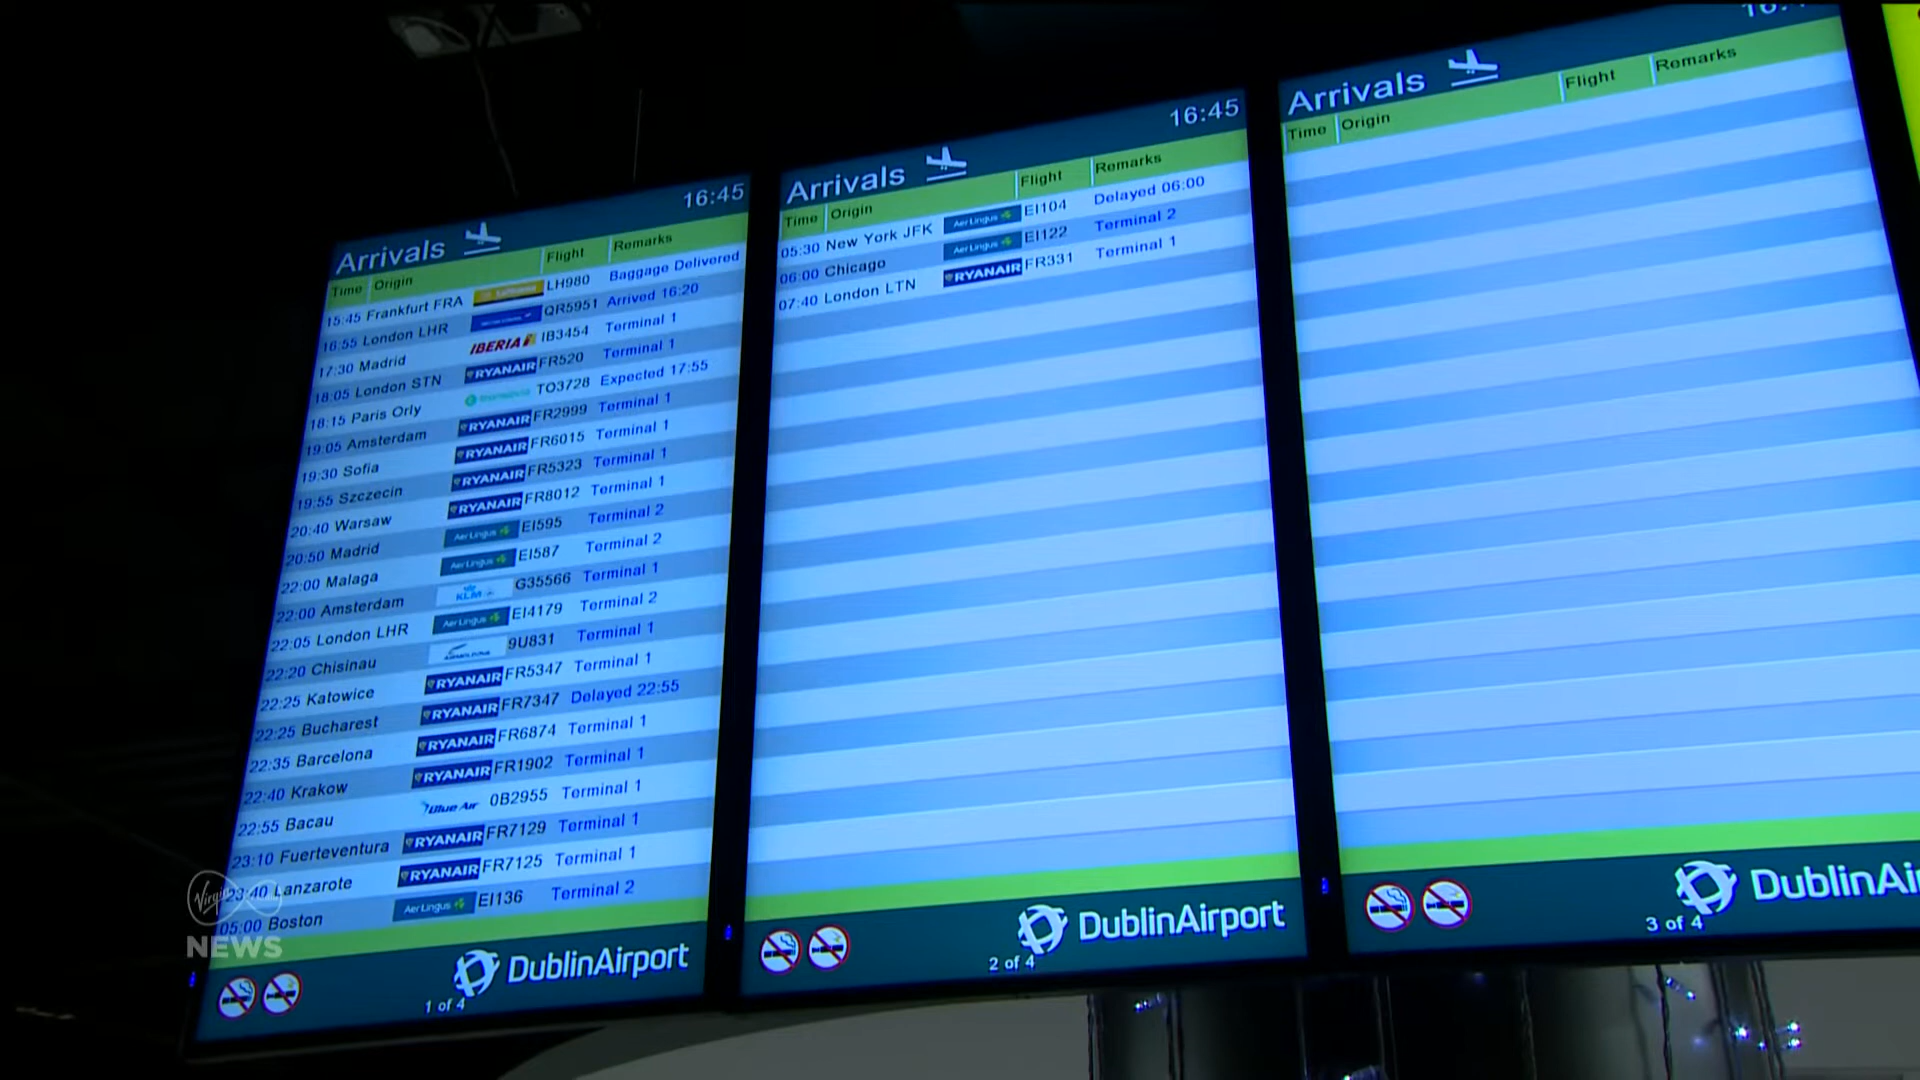 16:45
Arrivals
Time Origin Flight Remarks
15:45 Frankfurt FRA Lufthansa LH980 Baggage Delivered
16:55 London LHR QR5951 Arrived 16:20
17:30 Madrid IBERIA IB3454 Terminal 1
18:05 London STN RYANAIR FR520 Terminal 1
18:15 Paris Orly transavia TO3728 Expected 17:55
19:05 Amsterdam RYANAIR FR2999 Terminal 1
19:30 Sofia RYANAIR FR6015 Terminal 1
19:55 Szczecin RYANAIR FR5323 Terminal 1
20:40 Warsaw RYANAIR FR8012 Terminal 1
20:50 Madrid Aer Lingus EI595 Terminal 2
22:00 Malaga Aer Lingus EI587 Terminal 2
22:00 Amsterdam KLM G35566 Terminal 1
22:05 London LHR Aer Lingus EI4179 Terminal 2
22:20 Chisinau 9U831 Terminal 1
22:25 Katowice RYANAIR FR5347 Terminal 1
22:25 Bucharest RYANAIR FR7347 Delayed 22:55
22:35 Barcelona RYANAIR FR6874 Terminal 1
22:40 Krakow RYANAIR FR1902 Terminal 1
22:55 Bacau Blue Air 0B2955 Terminal 1
23:10 Fuerteventura RYANAIR FR7129 Terminal 1
23:40 Lanzarote RYANAIR FR7125 Terminal 1
05:00 Boston Aer Lingus EI136 Terminal 2
DublinAirport
1 of 4
16:45
Arrivals
Time Origin Flight Remarks
05:30 New York JFK Aer Lingus EI104 Delayed 06:00
06:00 Chicago Aer Lingus EI122 Terminal 2
07:40 London LTN RYANAIR FR331 Terminal 1
DublinAirport
2 of 4
Arrivals
Time Origin Flight Remarks
DublinAi
3 of 4
Virgin
NEWS